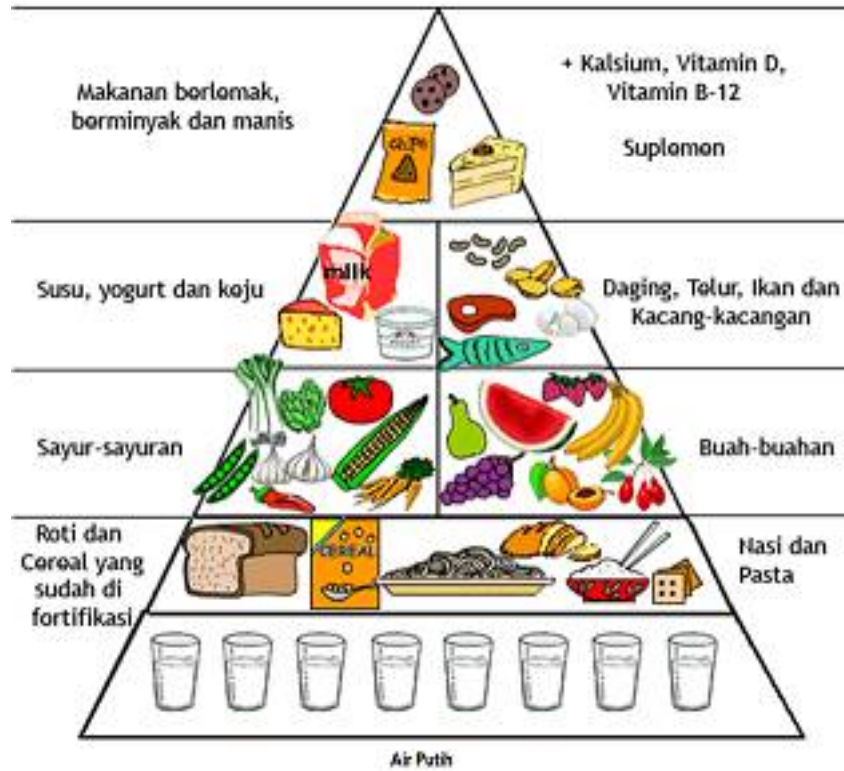 Makanan berlemak,
berminyak dan manis
+ Kalsium, Vitamin D,
Vitamin B-12
Suplemen
chips
milk
Susu, yogurt dan keju
Daging, Telur, Ikan dan
Kacang-kacangan
Sayur-sayuran
Buah-buahan
Roti dan
Cereal yang
sudah di
fortifikasi
CEREAL
Nasi dan
Pasta
Air Putih